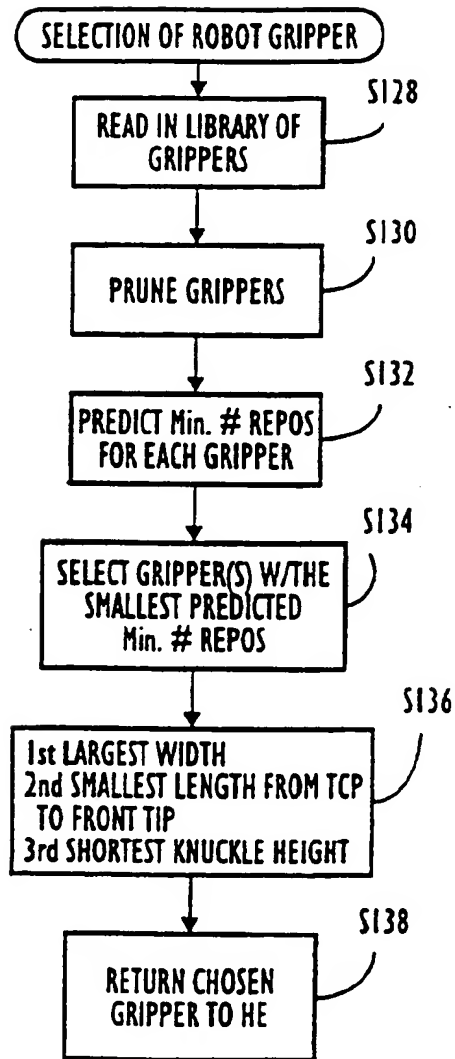 SELECTION OF ROBOT GRIPPER
S128
READ IN LIBRARY OF
GRIPPERS
S130
PRUNE GRIPPERS
S132
PREDICT Min. # REPOS
FOR EACH GRIPPER
S134
SELECT GRIPPER(S) W/THE
SMALLEST PREDICTED
Min. # REPOS
S136
1st LARGEST WIDTH
2nd SMALLEST LENGTH FROM TCP
TO FRONT TIP
3rd SHORTEST KNUCKLE HEIGHT
S138
RETURN CHOSEN
GRIPPER TO HE